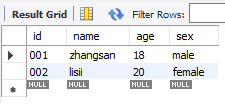 Result Grid Filter Rows:
id name age sex
001 zhangsan 18 male
002 lisii 20 female
NULL NULL NULL NULL